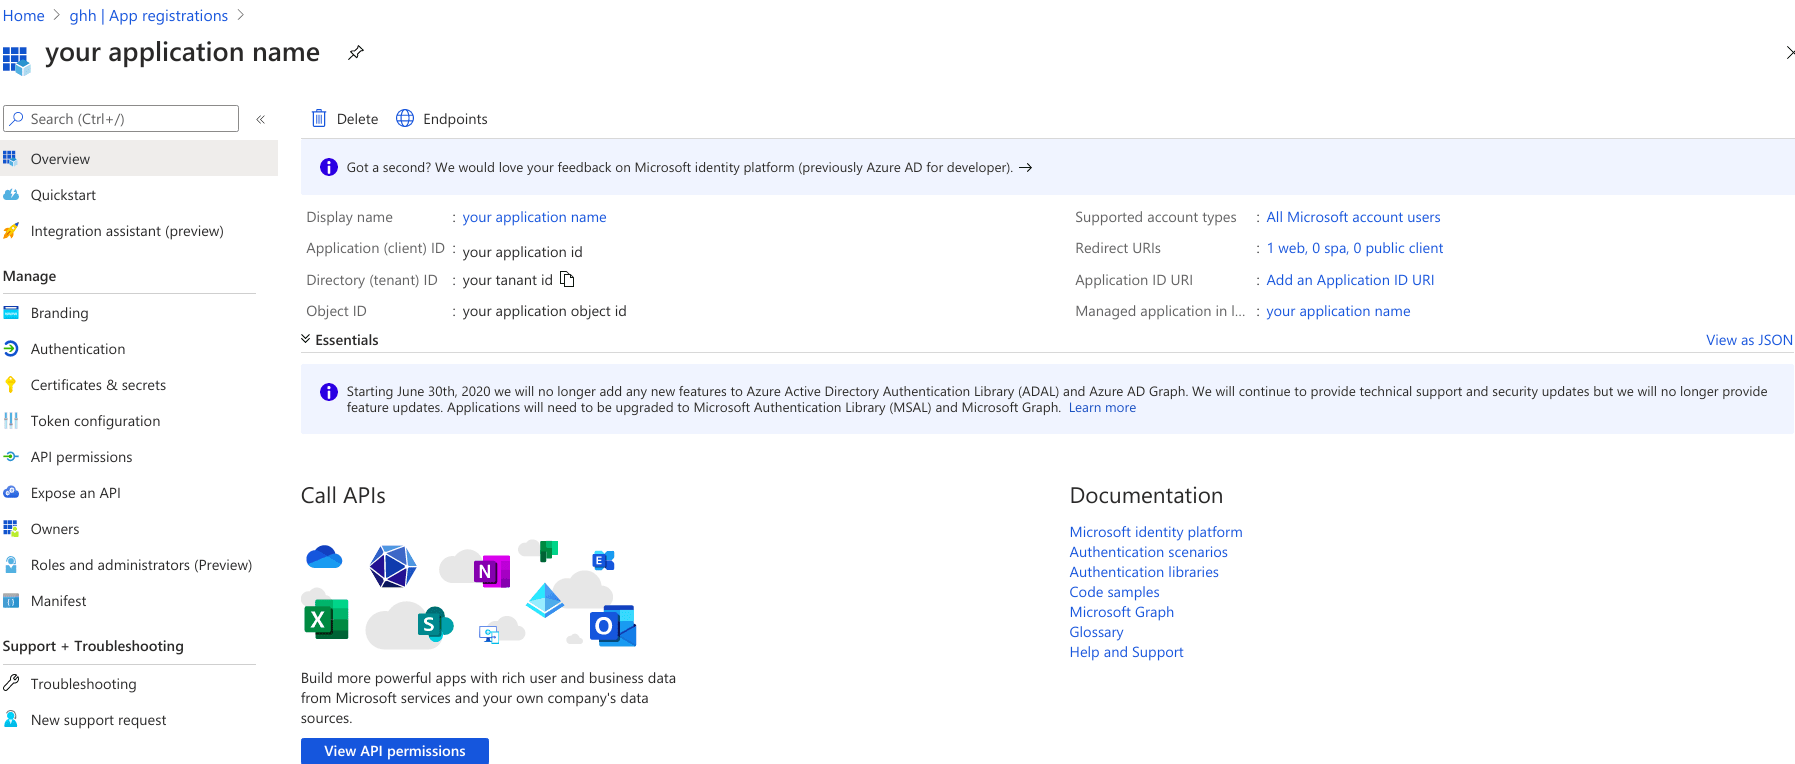 Home > ghh | App registrations >
your application name
Search (Ctrl+/)
«
Delete
Endpoints
Overview
Quickstart
Integration assistant (preview)
Manage
Branding
Authentication
Certificates & secrets
Token configuration
API permissions
Expose an API
Owners
Roles and administrators (Preview)
Manifest
Support + Troubleshooting
Troubleshooting
New support request
Got a second? We would love your feedback on Microsoft identity platform (previously Azure AD for developer). →
Display name : your application name
Application (client) ID : your application id
Directory (tenant) ID : your tanant id
Object ID : your application object id
Supported account types : All Microsoft account users
Redirect URIs : 1 web, 0 spa, 0 public client
Application ID URI : Add an Application ID URI
Managed application in l... : your application name
Essentials
View as JSON
Starting June 30th, 2020 we will no longer add any new features to Azure Active Directory Authentication Library (ADAL) and Azure AD Graph. We will continue to provide technical support and security updates but we will no longer provide
feature updates. Applications will need to be upgraded to Microsoft Authentication Library (MSAL) and Microsoft Graph. Learn more
Call APIs
N
E
X
S
O
Build more powerful apps with rich user and business data
from Microsoft services and your own company's data
sources.
View API permissions
Documentation
Microsoft identity platform
Authentication scenarios
Authentication libraries
Code samples
Microsoft Graph
Glossary
Help and Support